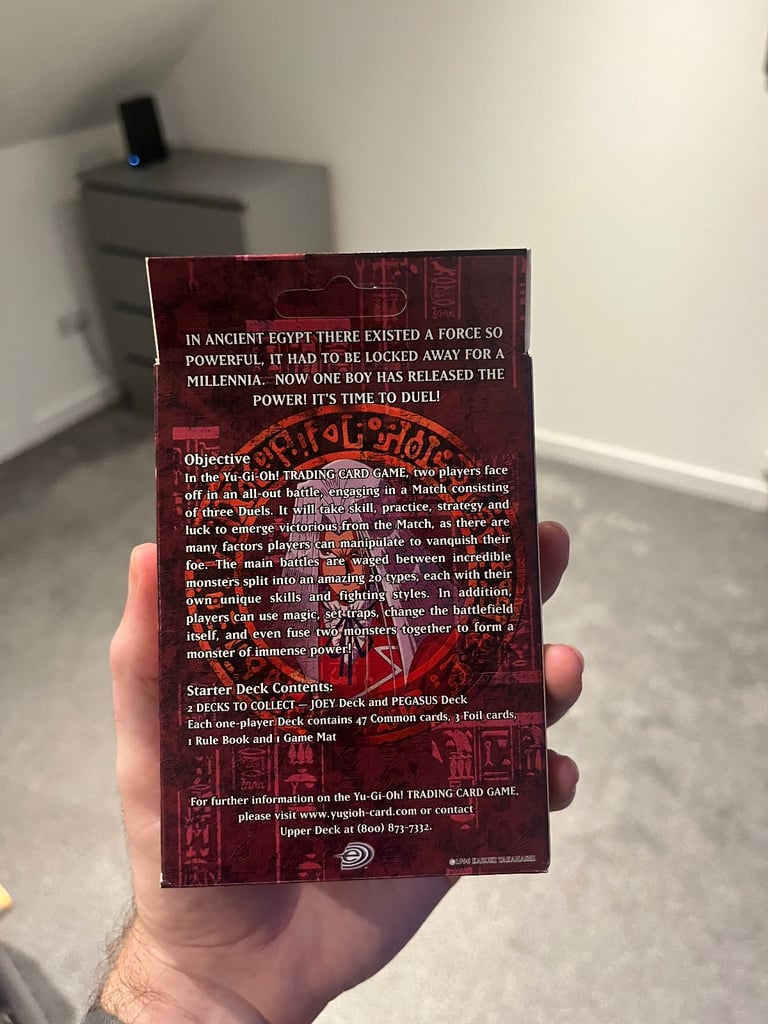 IN ANCIENT EGYPT THERE EXISTED A FORCE SO
POWERFUL, IT HAD TO BE LOCKED AWAY FOR A
MILLENNIA. NOW ONE BOY HAS RELEASED THE
POWER! IT'S TIME TO DUEL!
Objective
In the Yu-Gi-Oh! TRADING CARD GAME, two players face
off in an all-out battle, engaging in a Match consisting
of three Duels. It will take skill, practice, strategy and
luck to emerge victorious from the Match, as there are
many factors players can manipulate to vanquish their
foe. The main battles are waged between incredible
monsters split into an amazing 20 types, each with their
own unique skills and fighting styles. In addition,
players can use magic, set traps, change the battlefield
itself, and even fuse two monsters together to form a
monster of immense power!
Starter Deck Contents:
2 DECKS TO COLLECT — JOEY Deck and PEGASUS Deck
Each one-player Deck contains 47 Common cards, 3 Foil cards,
1 Rule Book and 1 Game Mat
For further information on the Yu-Gi-Oh! TRADING CARD GAME,
please visit www.yugioh-card.com or contact
Upper Deck at (800) 873-7332.
©1996 KAZUKI TAKAHASHI